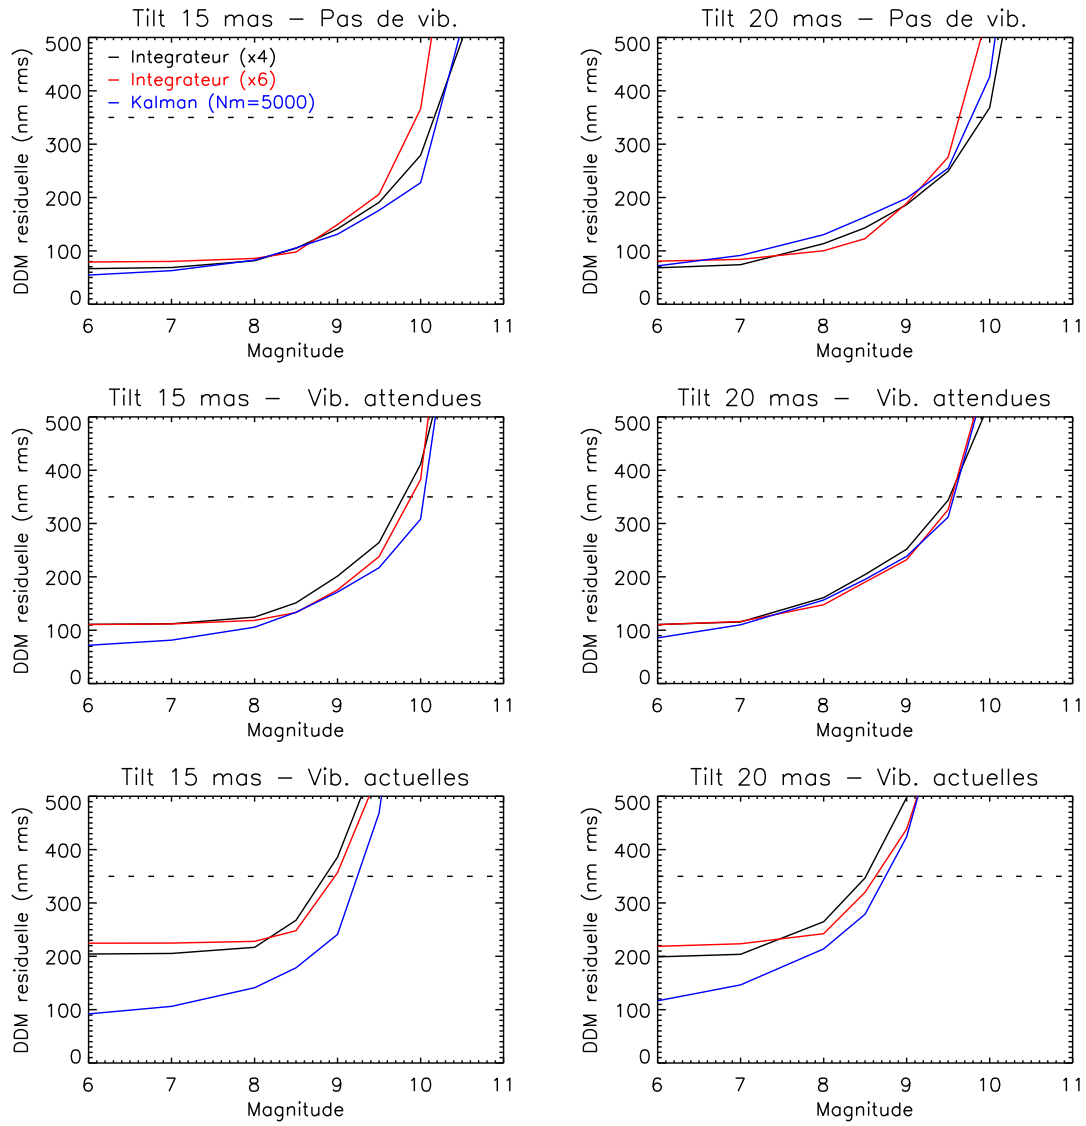 Tilt 15 mas – Pas de vib.
DDM residuelle (nm rms)
500
400
300
200
100
0
– Integrateur (x4)
– Integrateur (x6)
– Kalman (Nm=5000)
6 7 8 9 10 11
Magnitude
Tilt 20 mas – Pas de vib.
DDM residuelle (nm rms)
500
400
300
200
100
0
6 7 8 9 10 11
Magnitude
Tilt 15 mas – Vib. attendues
DDM residuelle (nm rms)
500
400
300
200
100
0
6 7 8 9 10 11
Magnitude
Tilt 20 mas – Vib. attendues
DDM residuelle (nm rms)
500
400
300
200
100
0
6 7 8 9 10 11
Magnitude
Tilt 15 mas – Vib. actuelles
DDM residuelle (nm rms)
500
400
300
200
100
0
6 7 8 9 10 11
Magnitude
Tilt 20 mas – Vib. actuelles
DDM residuelle (nm rms)
500
400
300
200
100
0
6 7 8 9 10 11
Magnitude